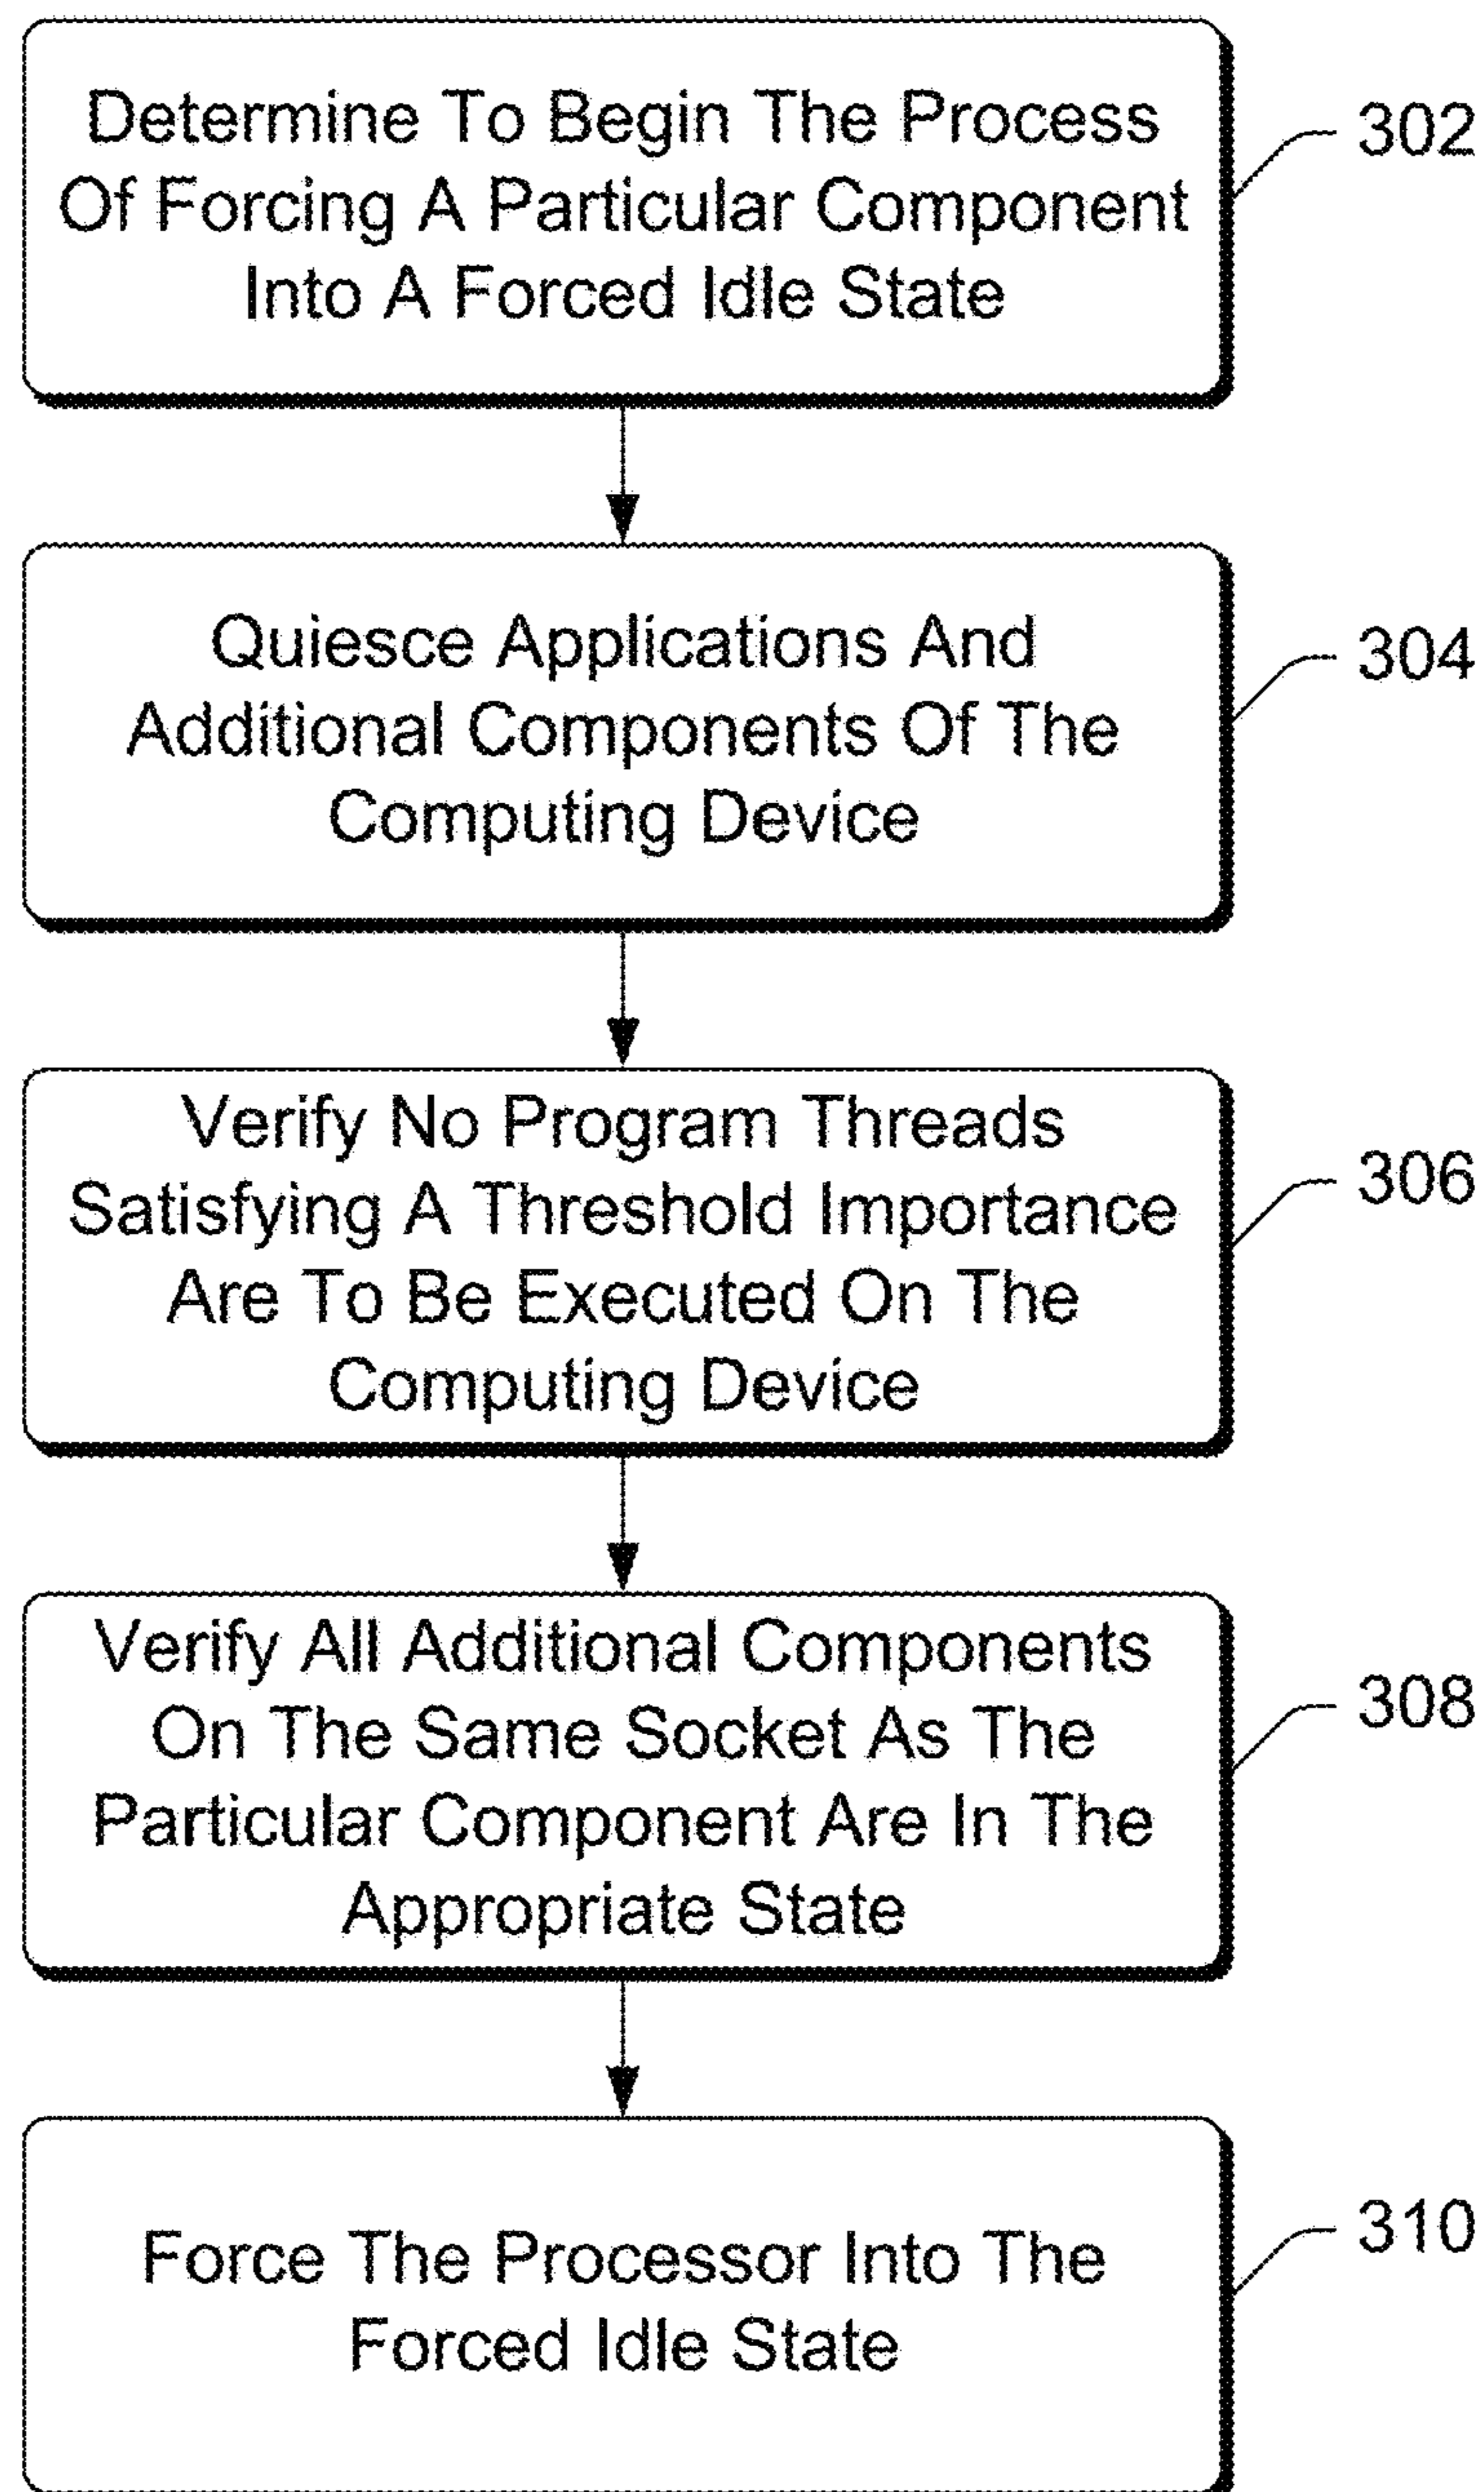 Determine To Begin The Process
Of Forcing A Particular Component
Into A Forced Idle State
302
Quiesce Applications And
Additional Components Of The
Computing Device
304
Verify No Program Threads
Satisfying A Threshold Importance
Are To Be Executed On The
Computing Device
306
Verify All Additional Components
On The Same Socket As The
Particular Component Are In The
Appropriate State
308
Force The Processor Into The
Forced Idle State
310